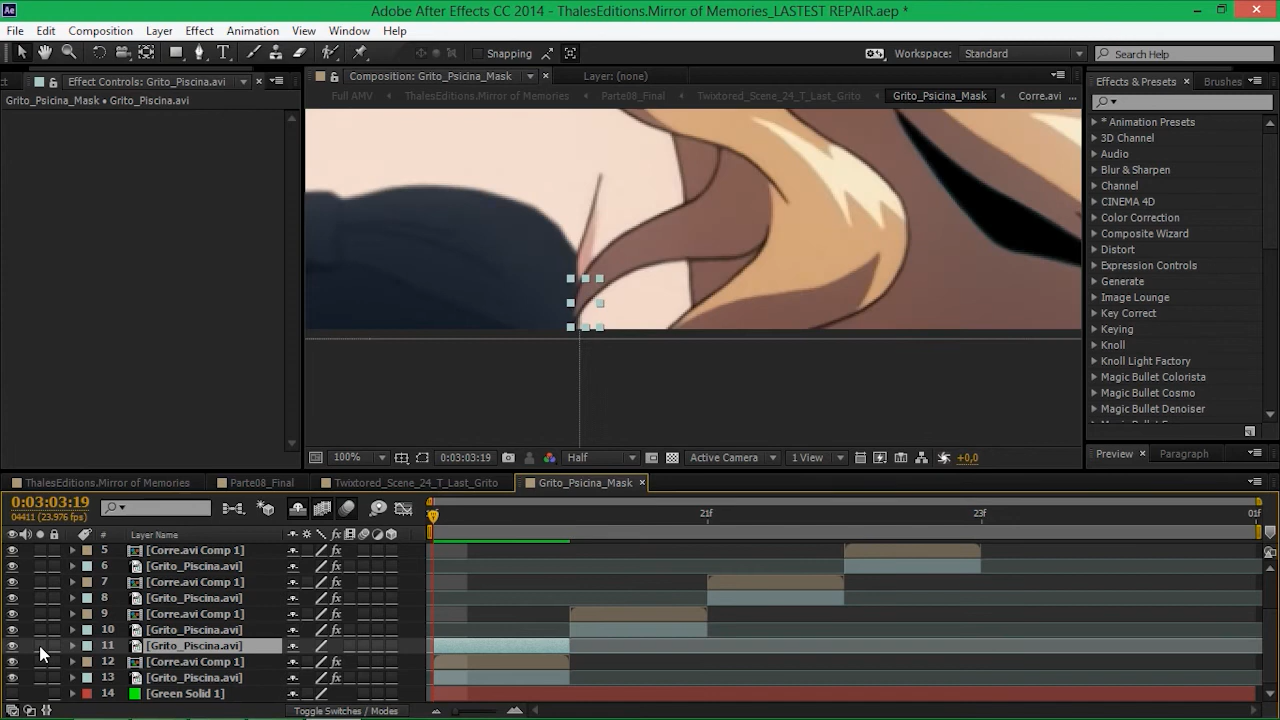 Adobe After Effects CC 2014 - ThalesEditions.Mirror of Memories_LASTEST REPAIR.aep *
File Edit Composition Layer Effect Animation View Window Help
Snapping
Workspace: Standard
Search Help
Effect Controls: Grito_Piscina.avi
Composition: Grito_Psicina_Mask
Layer: (none)
Effects & Presets
Brushes
Grito_Psicina_Mask • Grito_Piscina.avi
Full AMV
ThalesEditions.Mirror of Memories
Parte08_Final
Twixtored_Scene_24_T_Last_Grito
Grito_Psicina_Mask
Corre.avi ...
* Animation Presets
3D Channel
Audio
Blur & Sharpen
Channel
CINEMA 4D
Color Correction
Composite Wizard
Distort
Expression Controls
Generate
Image Lounge
Key Correct
Keying
Knoll
Knoll Light Factory
Magic Bullet Colorista
Magic Bullet Cosmo
Magic Bullet Denoiser
Preview
Paragraph
100%
0:03:03:19
Half
Active Camera
1 View
+0,0
ThalesEditions.Mirror of Memories
Parte08_Final
Twixtored_Scene_24_T_Last_Grito
Grito_Psicina_Mask
0:03:03:19
04411 (23.976 fps)
21f
23f
01f
# Layer Name
5 [Corre.avi Comp 1]
6 [Grito_Piscina.avi]
7 [Corre.avi Comp 1]
8 [Grito_Piscina.avi]
9 [Corre.avi Comp 1]
10 [Grito_Piscina.avi]
11 [Grito_Piscina.avi]
12 [Corre.avi Comp 1]
13 [Grito_Piscina.avi]
14 [Green Solid 1]
Toggle Switches / Modes